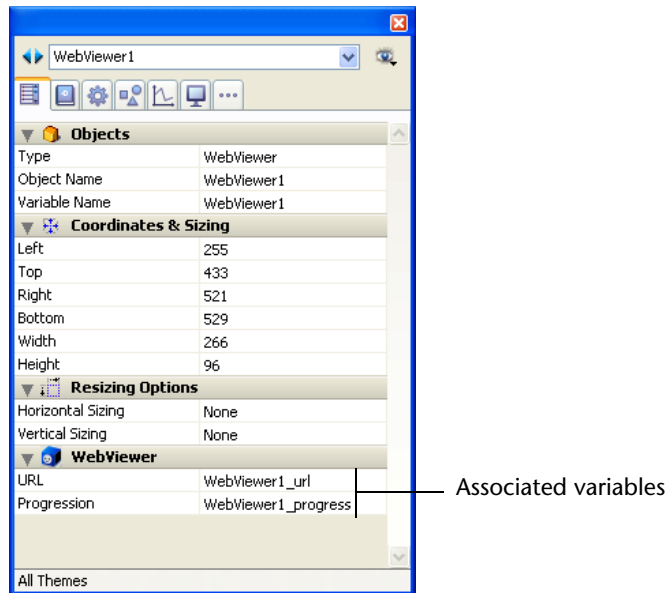 WebViewer1
Objects
Type WebViewer
Object Name WebViewer1
Variable Name WebViewer1
Coordinates & Sizing
Left 255
Top 433
Right 521
Bottom 529
Width 266
Height 96
Resizing Options
Horizontal Sizing None
Vertical Sizing None
WebViewer
URL WebViewer1_url
Progression WebViewer1_progress
Associated variables
All Themes